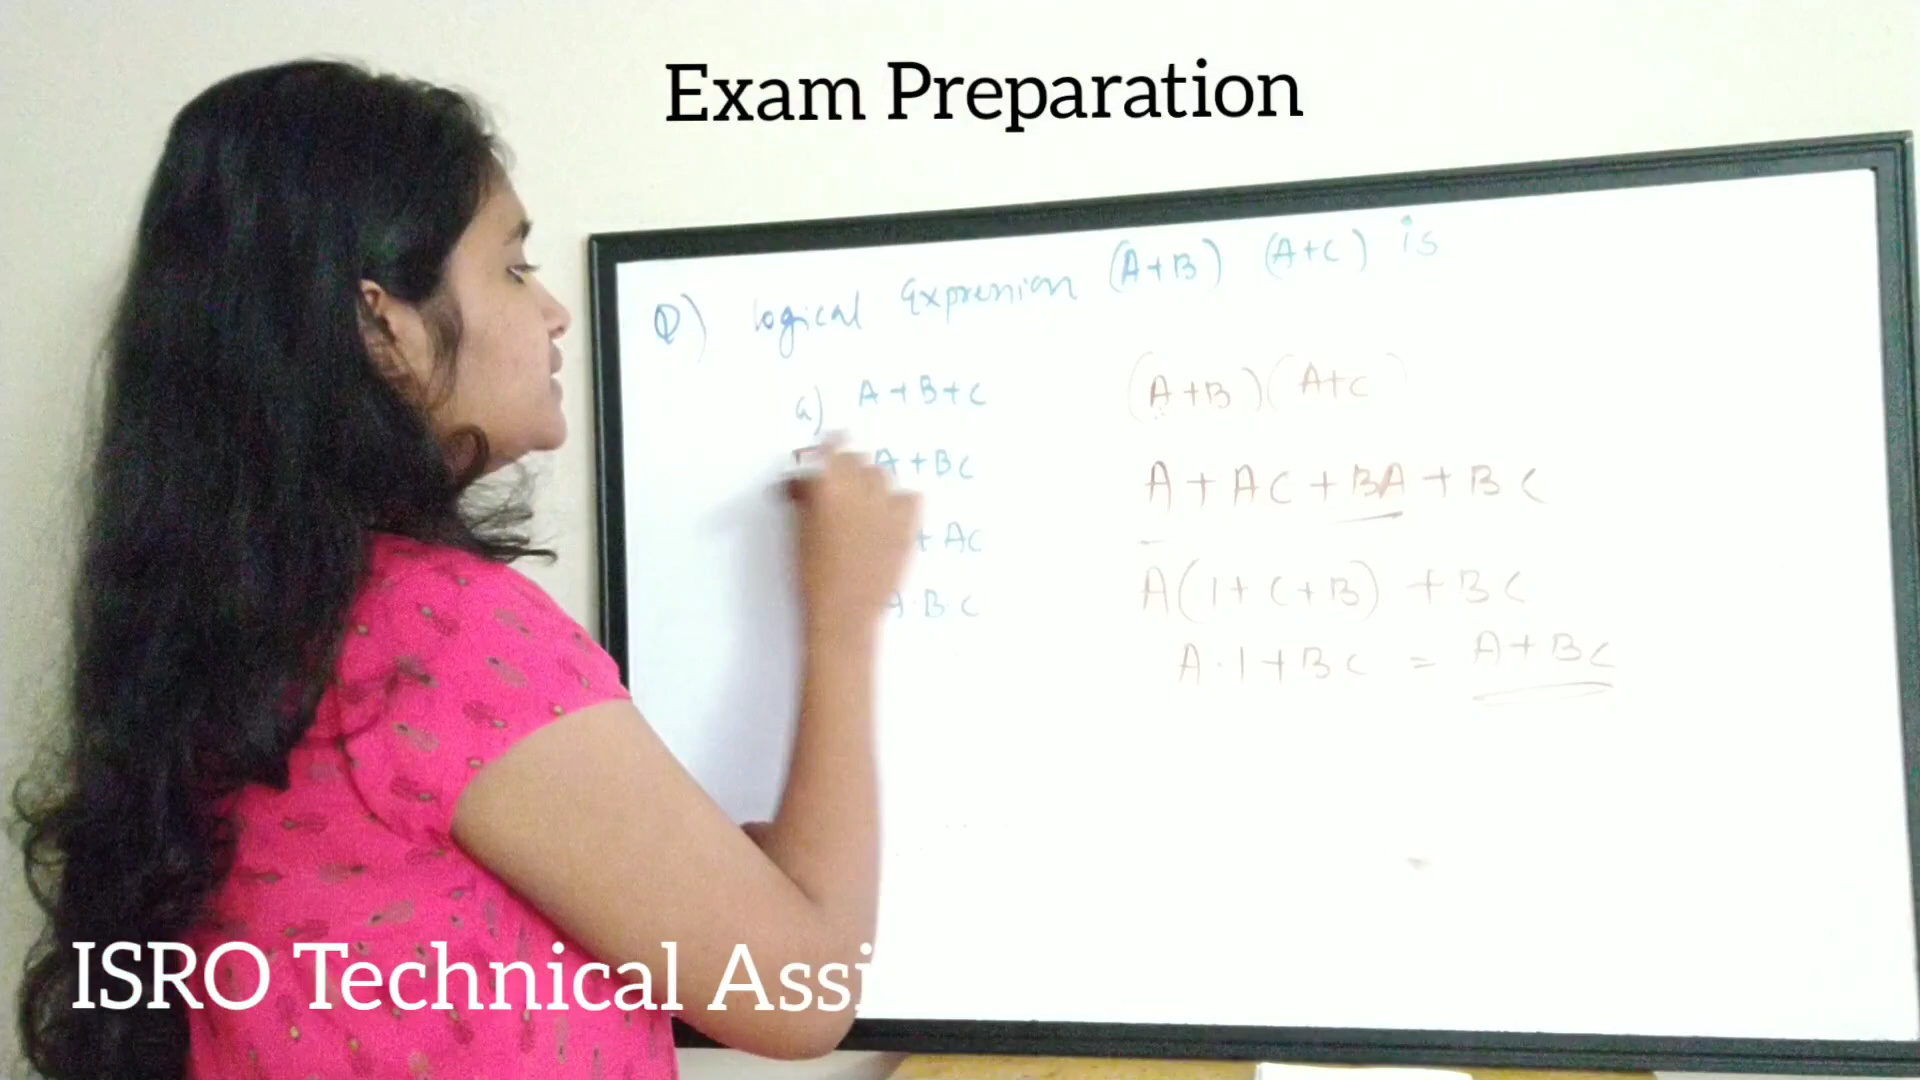 Exam Preparation
Q) logical Expression (A+B) (A+C) is
a) A+B+C
A+BC
+ AC
A.B.C
(A+B)(A+C)
A+AC+BA+BC
A(1+C+B)+BC
A.1+BC = A+BC
ISRO Technical Assi